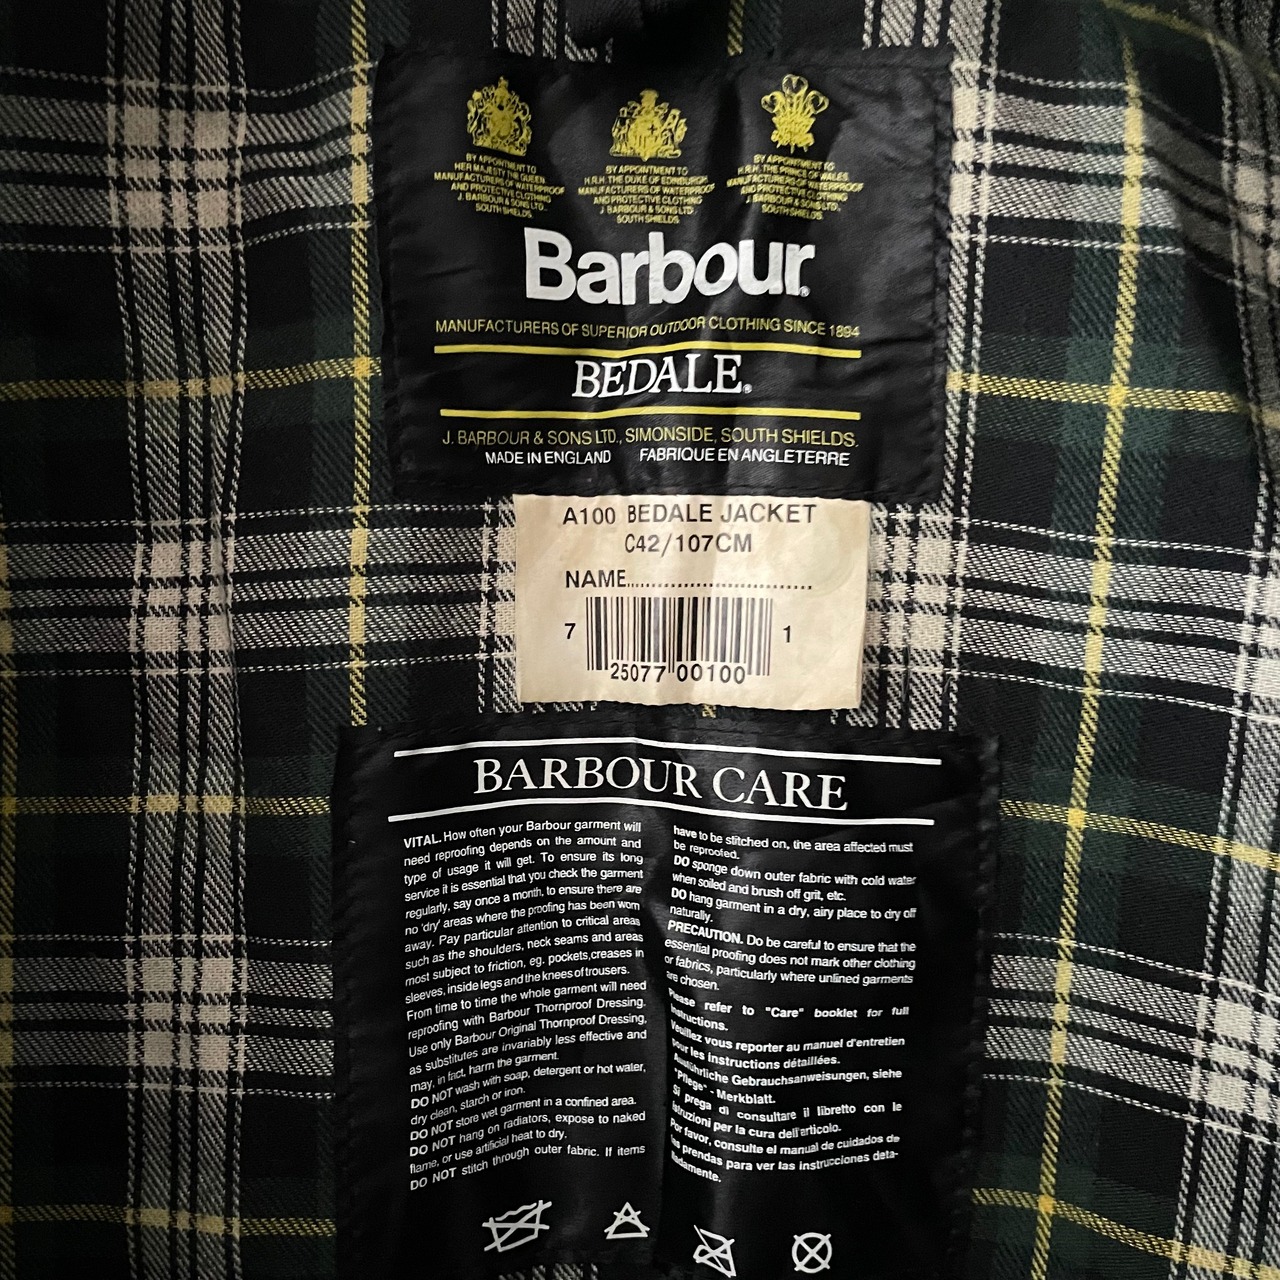 BY APPOINTMENT TO
HER MAJESTY THE QUEEN
MANUFACTURERS OF WATERPROOF
AND PROTECTIVE CLOTHING
J. BARBOUR & SONS LTD.,
SOUTH SHIELDS.
BY APPOINTMENT TO
H.R.H. THE DUKE OF EDINBURGH
MANUFACTURERS OF WATERPROOF
AND PROTECTIVE CLOTHING
J. BARBOUR & SONS LTD
SOUTH SHIELDS
BY APPOINTMENT TO
H.R.H. THE PRINCE OF WALES
MANUFACTURERS OF WATERPROOF
AND PROTECTIVE CLOTHING
J. BARBOUR & SONS LTD,
SOUTH SHIELDS.
Barbour®
MANUFACTURERS OF SUPERIOR OUTDOOR CLOTHING SINCE 1894
BEDALE®
J. BARBOUR & SONS LTD., SIMONSIDE, SOUTH SHIELDS.
MADE IN ENGLAND FABRIQUE EN ANGLETERRE
A100 BEDALE JACKET
C42/107CM
NAME..............................
7 25077 00100 1
BARBOUR CARE
VITAL. How often your Barbour garment will
need reproofing depends on the amount and
type of usage it will get. To ensure its long
service it is essential that you check the garment
regularly, say once a month, to ensure there are
no 'dry' areas where the proofing has been worn
away. Pay particular attention to critical areas
such as the shoulders, neck seams and areas
most subject to friction, eg. pockets, creases in
sleeves, inside legs and the knees of trousers.
From time to time the whole garment will need
reproofing with Barbour Thornproof Dressing.
Use only Barbour Original Thornproof Dressing,
as substitutes are invariably less effective and
may, in fact, harm the garment.
DO NOT wash with soap, detergent or hot water,
dry clean, starch or iron.
DO NOT store wet garment in a confined area.
DO NOT hang on radiators, expose to naked
flame, or use artificial heat to dry.
DO NOT stitch through outer fabric. If items
have to be stitched on, the area affected must
be reproofed.
DO sponge down outer fabric with cold water
when soiled and brush off grit, etc.
DO hang garment in a dry, airy place to dry off
naturally.
PRECAUTION. Do be careful to ensure that the
essential proofing does not mark other clothing
or fabrics, particularly where unlined garments
are chosen.
Please refer to "Care" booklet for full
instructions.
Veuillez vous reporter au manuel d'entretien
pour les instructions détaillées.
Ausführliche Gebrauchsanweisungen, siehe
"Pflege" - Merkblatt.
Si prega di consultare il libretto con le
istruzioni per la cura dell'articolo.
Por favor, consulte el manual de cuidados de
las prendas para ver las instrucciones deta-
lladamente.